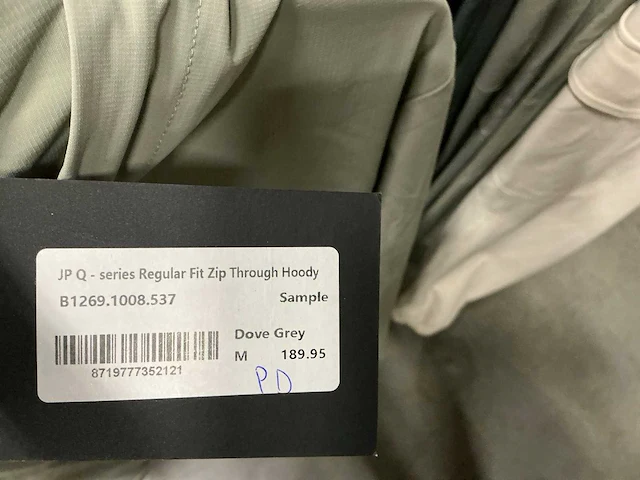 JP Q - series Regular Fit Zip Through Hoody
B1269.1008.537 Sample
Dove Grey
M 189.95
8719777352121
PD